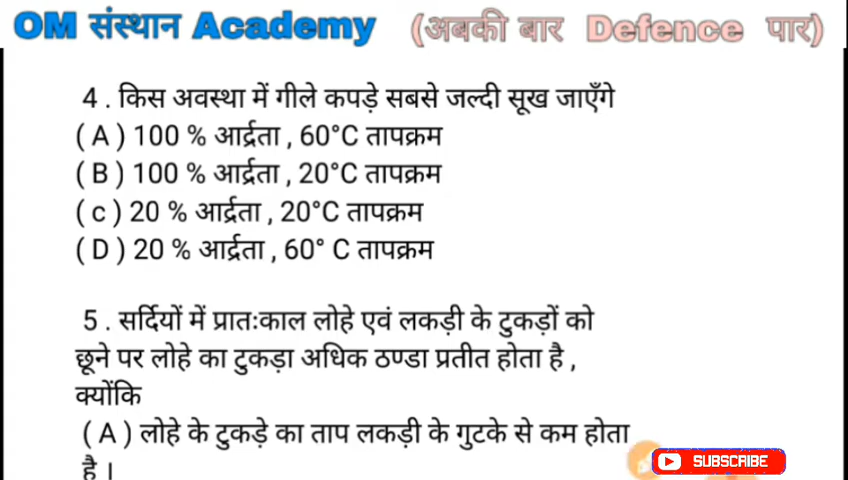 OM संस्थान Academy (अबकी बार Defence पार)
4 . किस अवस्था में गीले कपड़े सबसे जल्दी सूख जाएँगे
( A ) 100 % आर्द्रता , 60°C तापक्रम
( B ) 100 % आर्द्रता , 20°C तापक्रम
( c ) 20 % आर्द्रता , 20°C तापक्रम
( D ) 20 % आर्द्रता , 60° C तापक्रम
5 . सर्दियों में प्रातःकाल लोहे एवं लकड़ी के टुकड़ों को
छूने पर लोहे का टुकड़ा अधिक ठण्डा प्रतीत होता है ,
क्योंकि
( A ) लोहे के टुकड़े का ताप लकड़ी के गुटके से कम होता
है ।
SUBSCRIBE